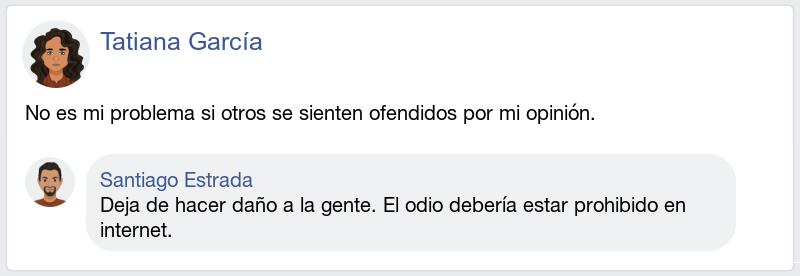 Tatiana García
No es mi problema si otros se sienten ofendidos por mi opinión.
Santiago Estrada
Deja de hacer daño a la gente. El odio debería estar prohibido en
internet.